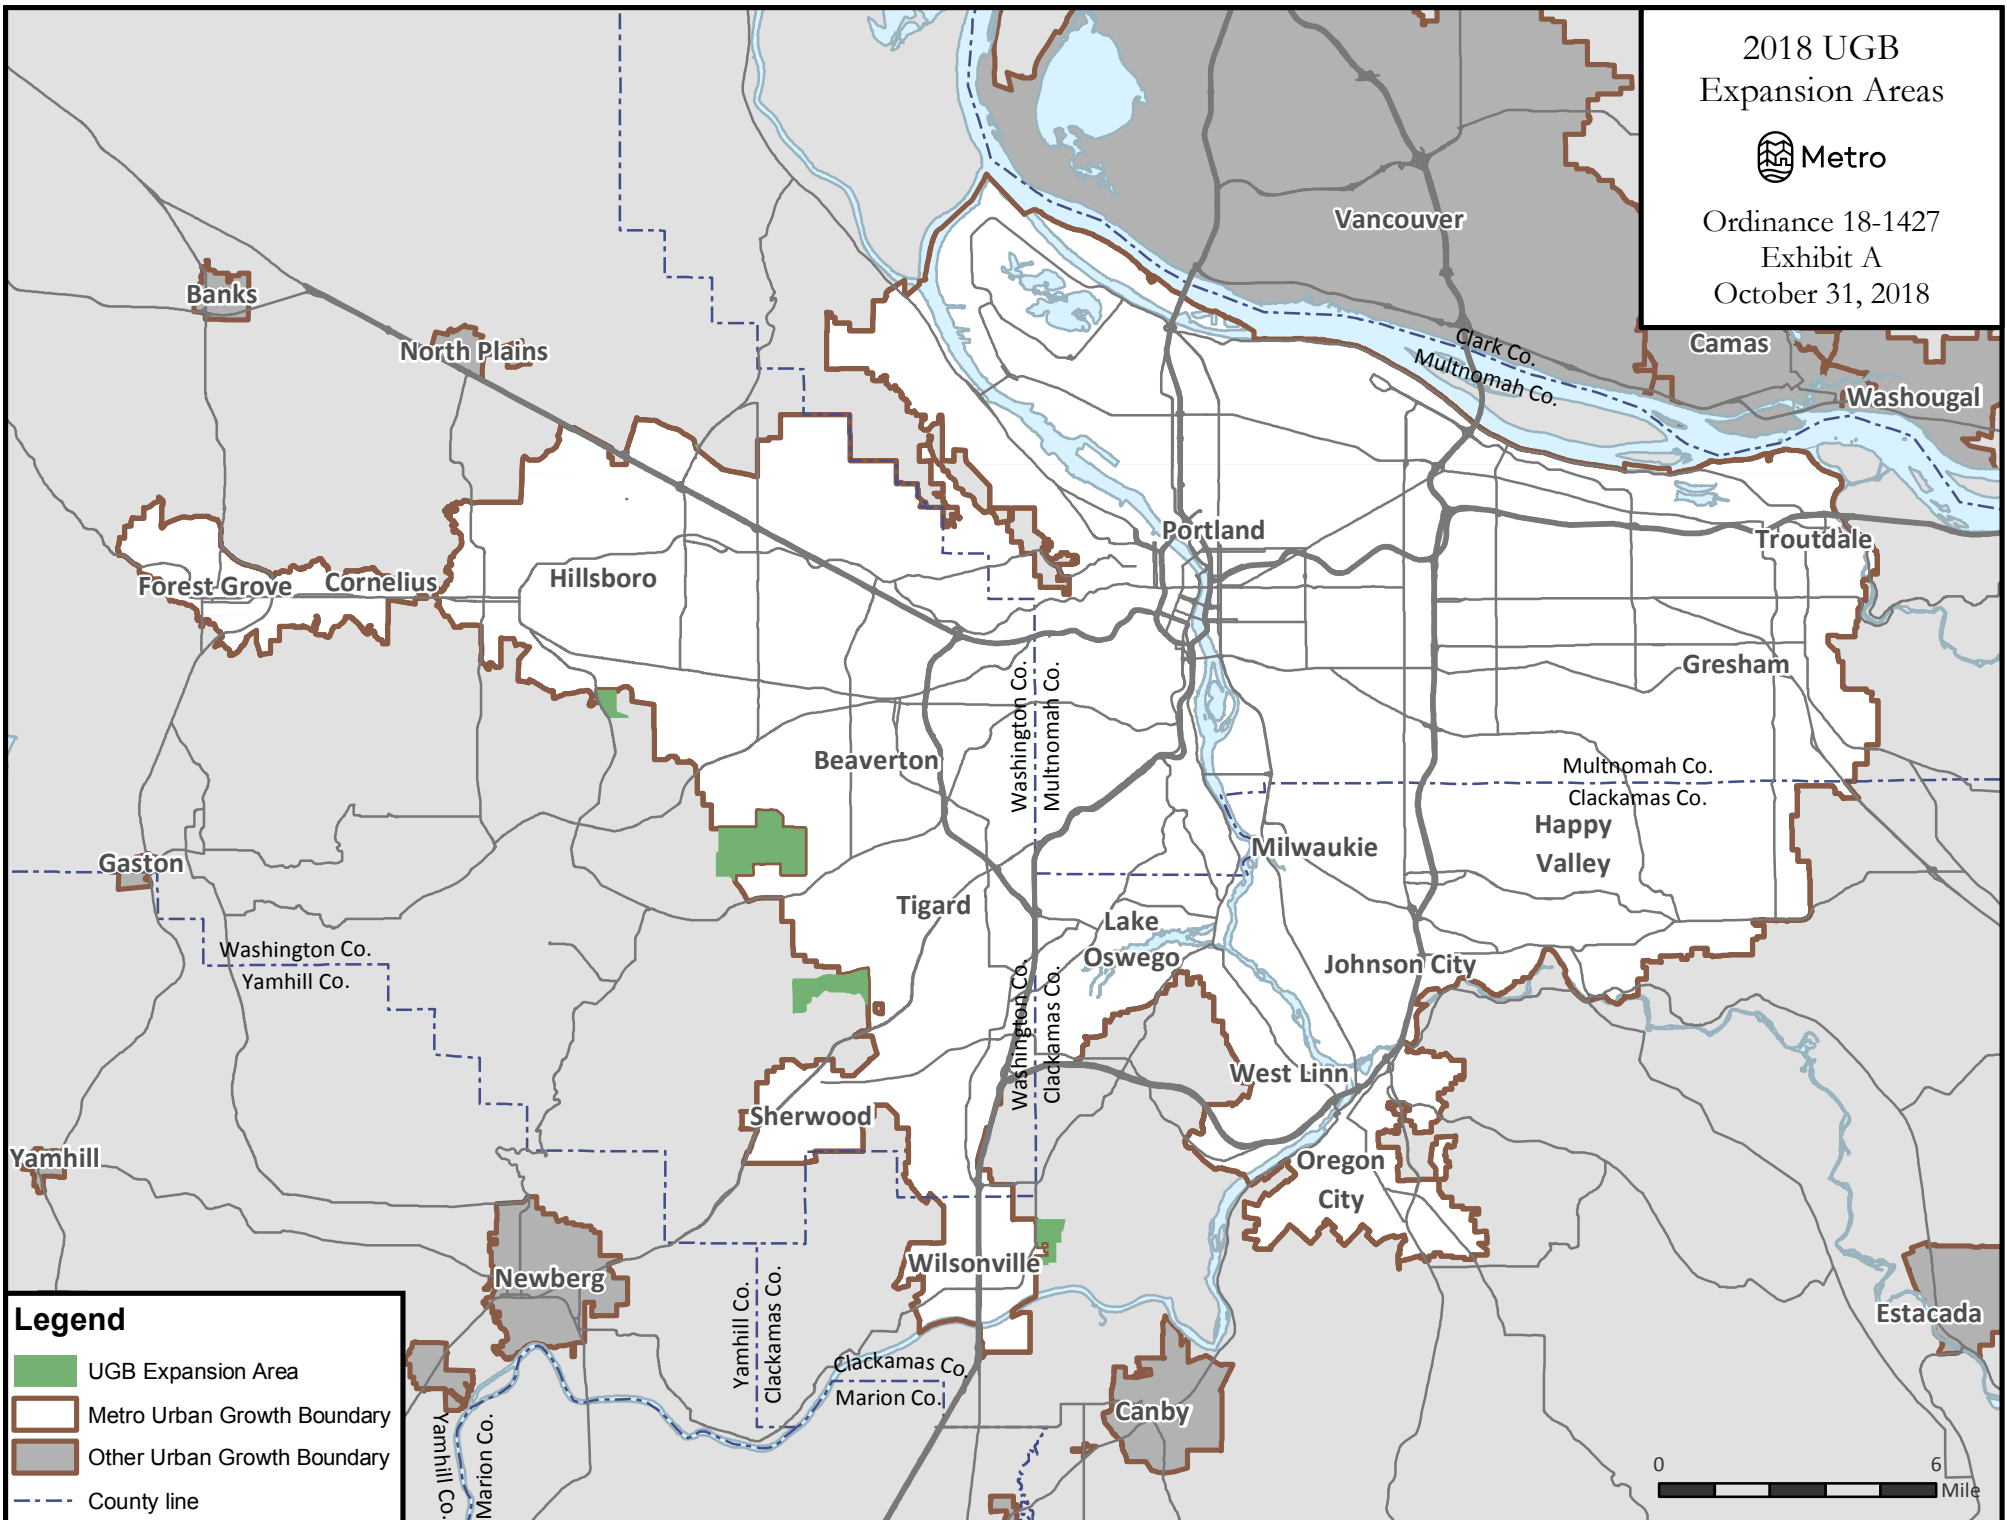 2018 UGB
Expansion Areas
Metro
Ordinance 18-1427
Exhibit A
October 31, 2018
Vancouver
Banks
North Plains
Clark Co.
Multnomah Co.
Camas
Washougal
Portland
Troutdale
Forest Grove
Cornelius
Hillsboro
Gresham
Washington Co.
Multnomah Co.
Beaverton
Multnomah Co.
Clackamas Co.
Happy
Valley
Milwaukie
Gaston
Tigard
Lake
Oswego
Washington Co.
Yamhill Co.
Johnson City
Washington Co.
Clackamas Co.
West Linn
Sherwood
Yamhill
Oregon
City
Wilsonville
Newberg
Yamhill Co.
Clackamas Co.
Estacada
Clackamas Co.
Marion Co.
Canby
Yamhill Co.
Marion Co.
Legend
UGB Expansion Area
Metro Urban Growth Boundary
Other Urban Growth Boundary
County line
0 6
Mile